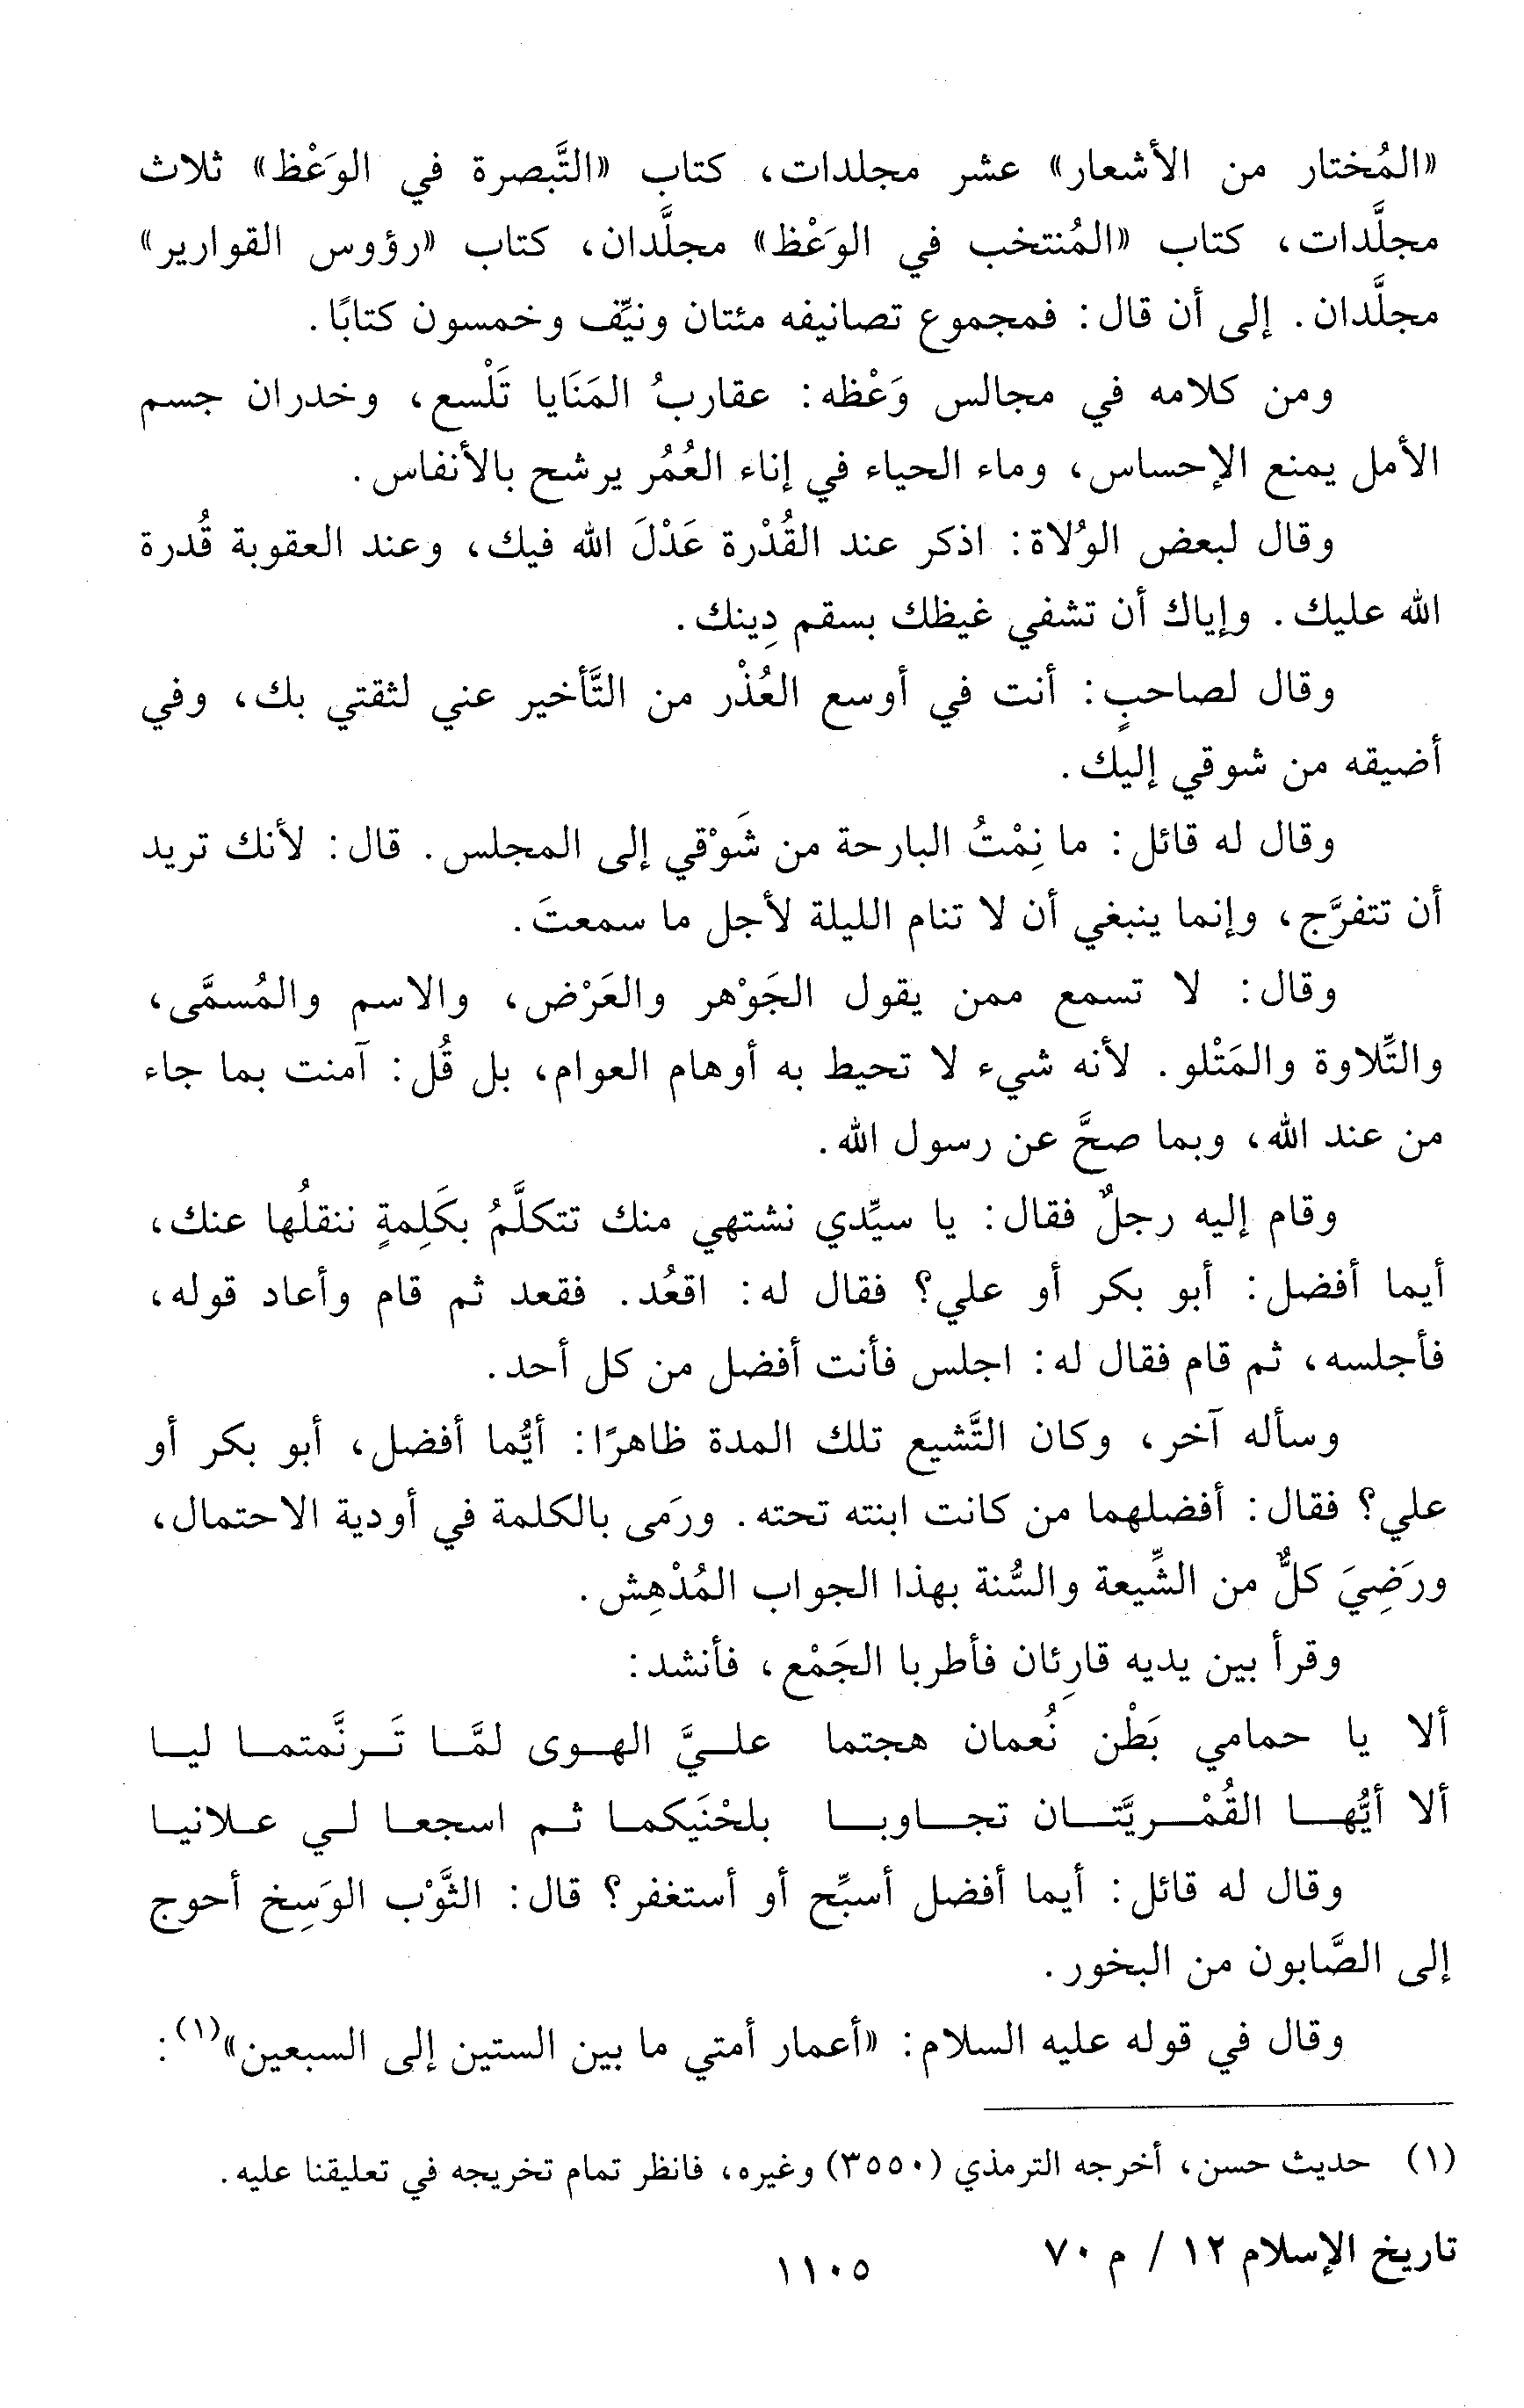 «المُختار من الأشعار» عشر مجلدات، كتاب «التَّبصرة في الوَعْظ» ثلاث
مجلَّدات، كتاب «المُنتخب في الوَعْظ» مجلَّدان، كتاب «رؤوس القوارير»
مجلَّدان. إلى أن قال: فمجموع تصانيفه مئتان ونيِّف وخمسون كتابًا.
ومن كلامه في مجالس وَعْظه: عقاربُ المَنَايا تَلْسع، وخدران جسم
الأمل يمنع الإحساس، وماء الحياء في إناء العُمُر يرشح بالأنفاس.
وقال لبعض الوُلاة: اذكر عند القُدْرة عَدْلَ الله فيك، وعند العقوبة قُدرة
الله عليك. وإياك أن تشفي غيظك بسقم دِينك.
وقال لصاحبٍ: أنت في أوسع العُذْر من التَّأخير عني لثقتي بك، وفي
أضيقه من شوقي إليك.
وقال له قائل: ما نِمْتُ البارحة من شَوْقي إلى المجلس. قال: لأنك تريد
أن تتفرَّج، وإنما ينبغي أن لا تنام الليلة لأجل ما سمعتَ.
وقال: لا تسمع ممن يقول الجَوْهر والعَرْض، والاسم والمُسمَّى،
والتِّلاوة والمَتْلو. لأنه شيء لا تحيط به أوهام العوام، بل قُل: آمنت بما جاء
من عند الله، وبما صحَّ عن رسول الله.
وقام إليه رجلٌ فقال: يا سيِّدي نشتهي منك تتكلَّمُ بكَلِمةٍ ننقلُها عنك،
أيما أفضل: أبو بكر أو علي؟ فقال له: اقعُد. فقعد ثم قام وأعاد قوله،
فأجلسه، ثم قام فقال له: اجلس فأنت أفضل من كل أحد.
وسأله آخر، وكان التَّشيع تلك المدة ظاهرًا: أيُّما أفضل، أبو بكر أو
علي؟ فقال: أفضلهما من كانت ابنته تحته. ورَمى بالكلمة في أودية الاحتمال،
ورَضِيَ كلٌّ من الشِّيعة والسُّنة بهذا الجواب المُدْهِش.
وقرأ بين يديه قارِئان فأطربا الجَمْع، فأنشد:
ألا يا حمامي بَطْن نُعمان هجتما عليَّ الهوى لمَّا تَرنَّمتما ليا
ألا أيُّها القُمْريَّتان تجاوبا بلحْنَيكما ثم اسجعا لي علانيا
وقال له قائل: أيما أفضل أسبِّح أو أستغفر؟ قال: الثَّوْب الوَسِخ أحوج
إلى الصَّابون من البخور.
وقال في قوله عليه السلام: «أعمار أمتي ما بين الستين إلى السبعين»(١):
(١) حديث حسن، أخرجه الترمذي (٣٥٥٠) وغيره، فانظر تمام تخريجه في تعليقنا عليه.
تاريخ الإسلام ١٢ / م ٧٠
١١٠٥